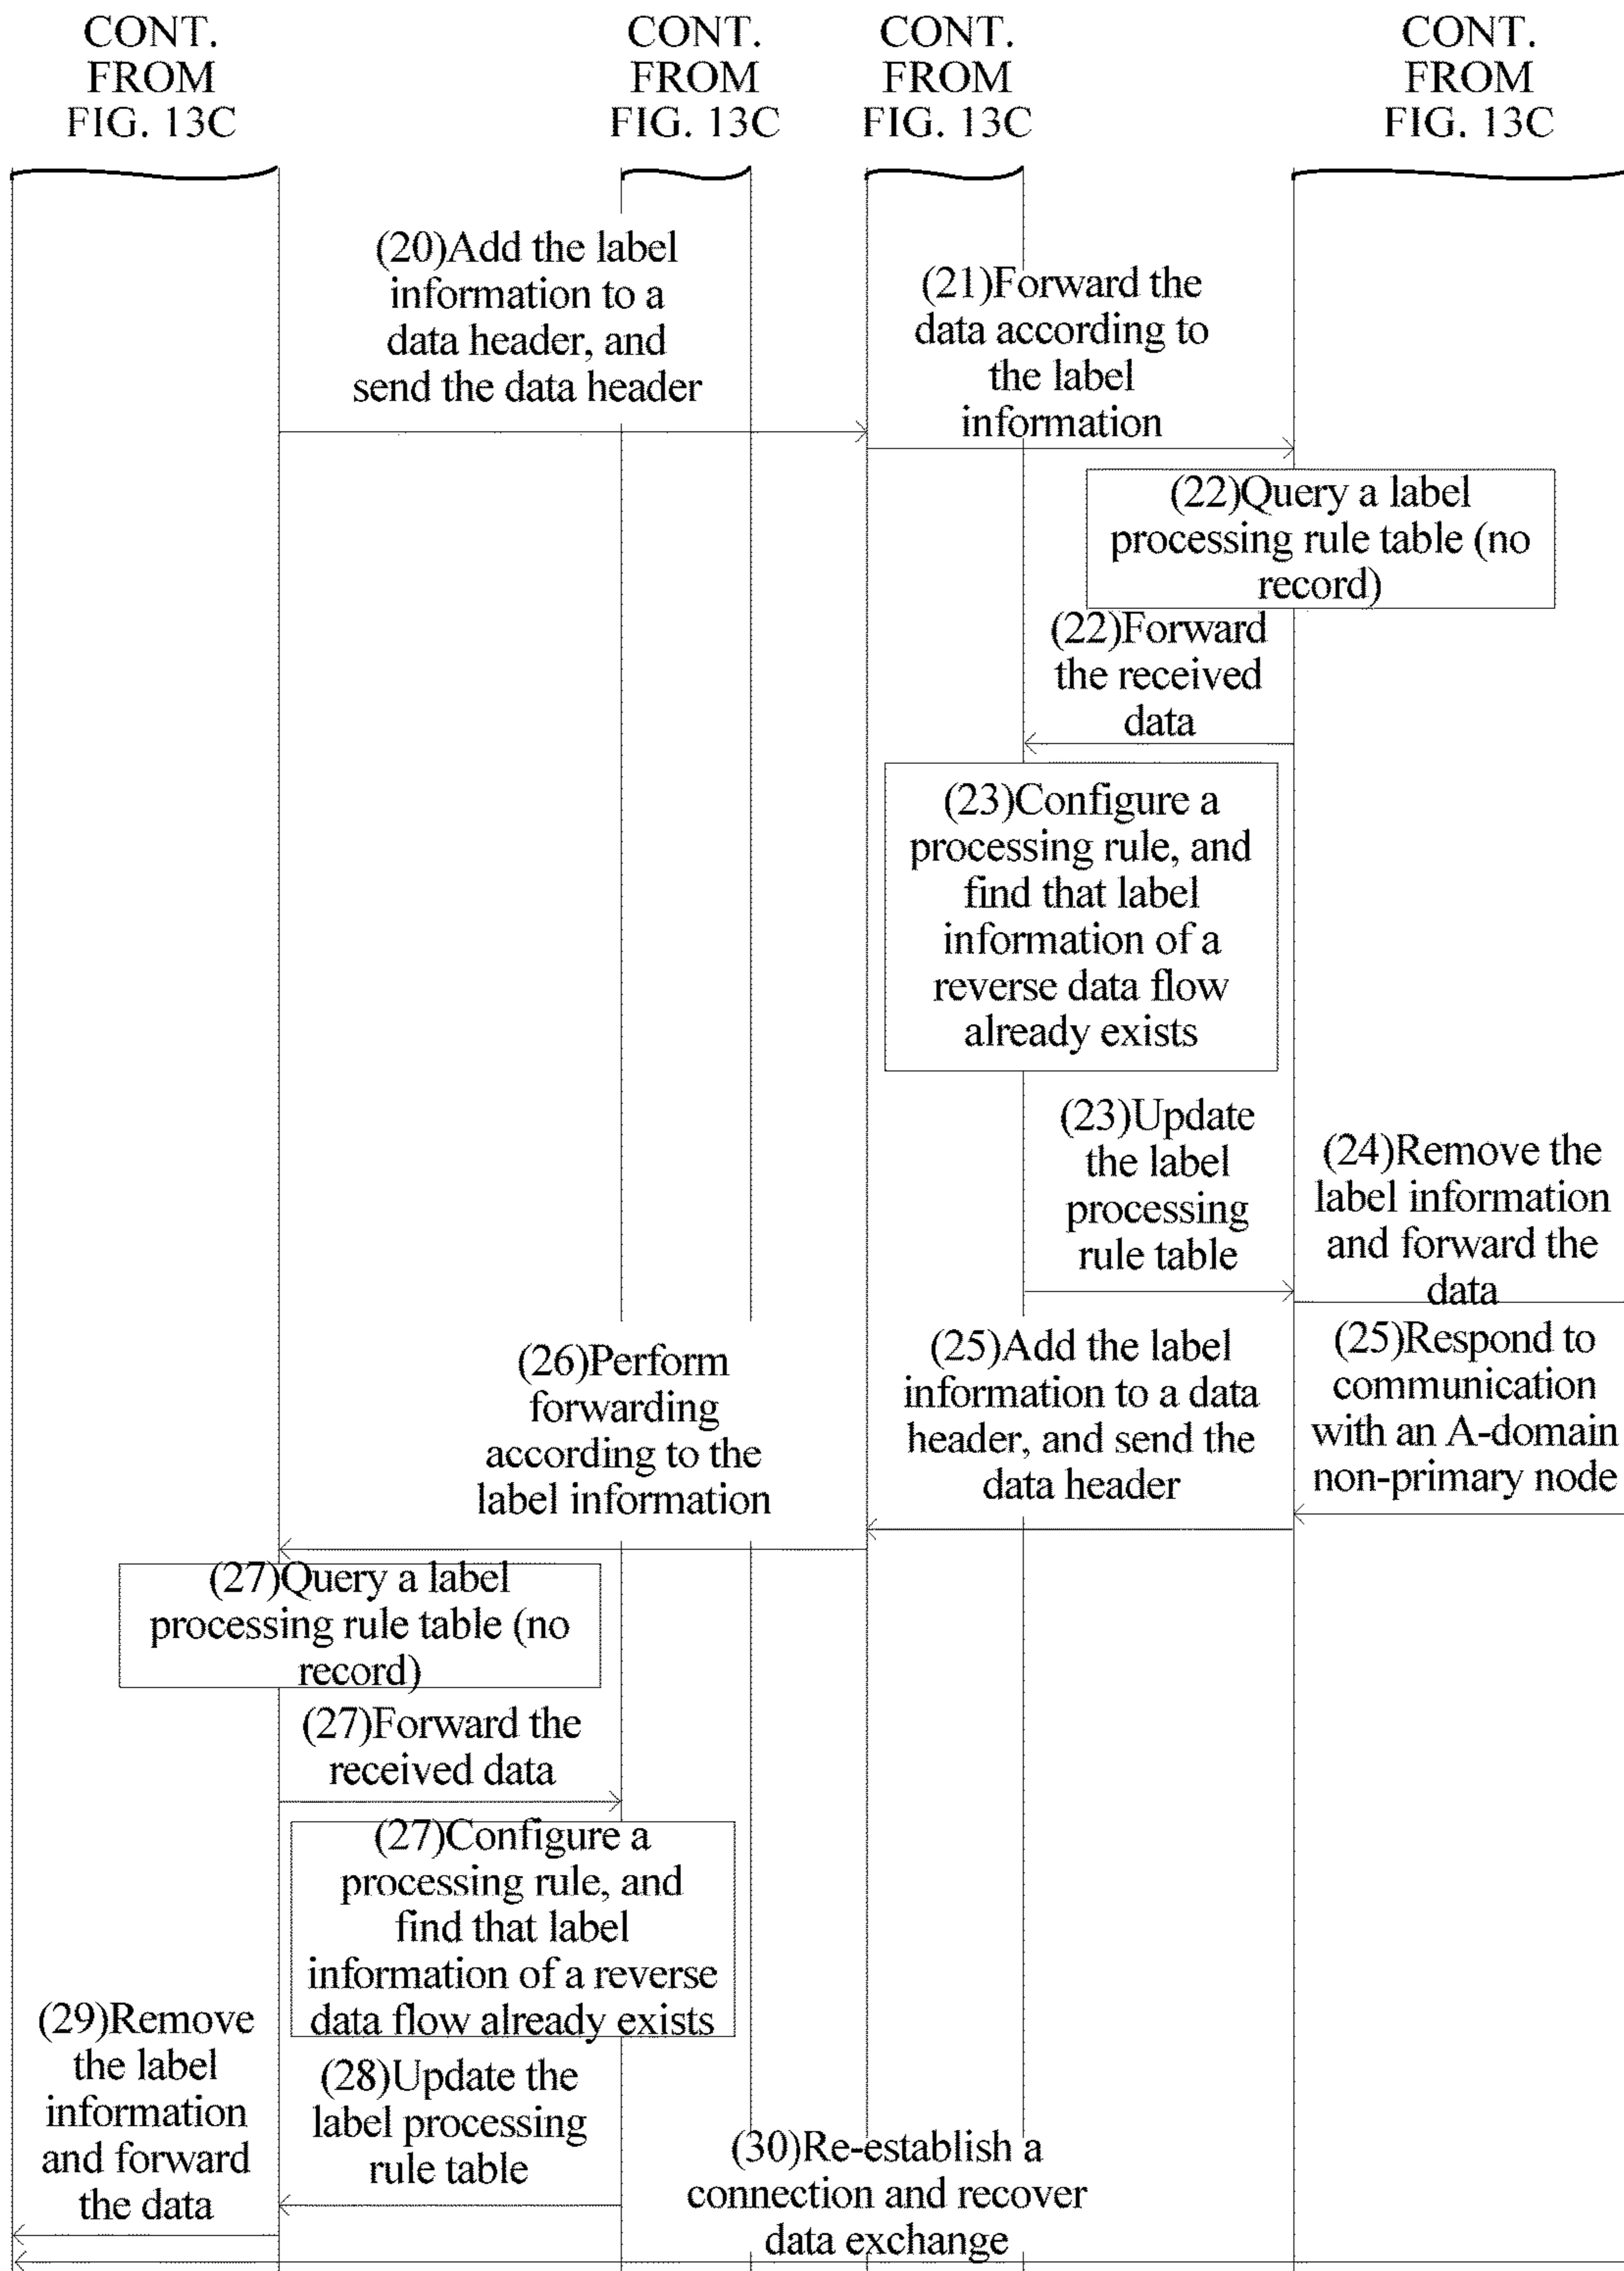 CONT.
FROM
FIG. 13C
CONT.
FROM
FIG. 13C
CONT.
FROM
FIG. 13C
CONT.
FROM
FIG. 13C
(20)Add the label
information to a
data header, and
send the data header
(21)Forward the
data according to
the label
information
(22)Query a label
processing rule table (no
record)
(22)Forward
the received
data
(23)Configure a
processing rule, and
find that label
information of a
reverse data flow
already exists
(23)Update
the label
processing
rule table
(24)Remove the
label information
and forward the
data
(25)Respond to
communication
with an A-domain
non-primary node
(25)Add the label
information to a data
header, and send the
data header
(26)Perform
forwarding
according to the
label information
(27)Query a label
processing rule table (no
record)
(27)Forward the
received data
(27)Configure a
processing rule, and
find that label
information of a reverse
data flow already exists
(28)Update the
label processing
rule table
(29)Remove
the label
information
and forward
the data
(30)Re-establish a
connection and recover
data exchange